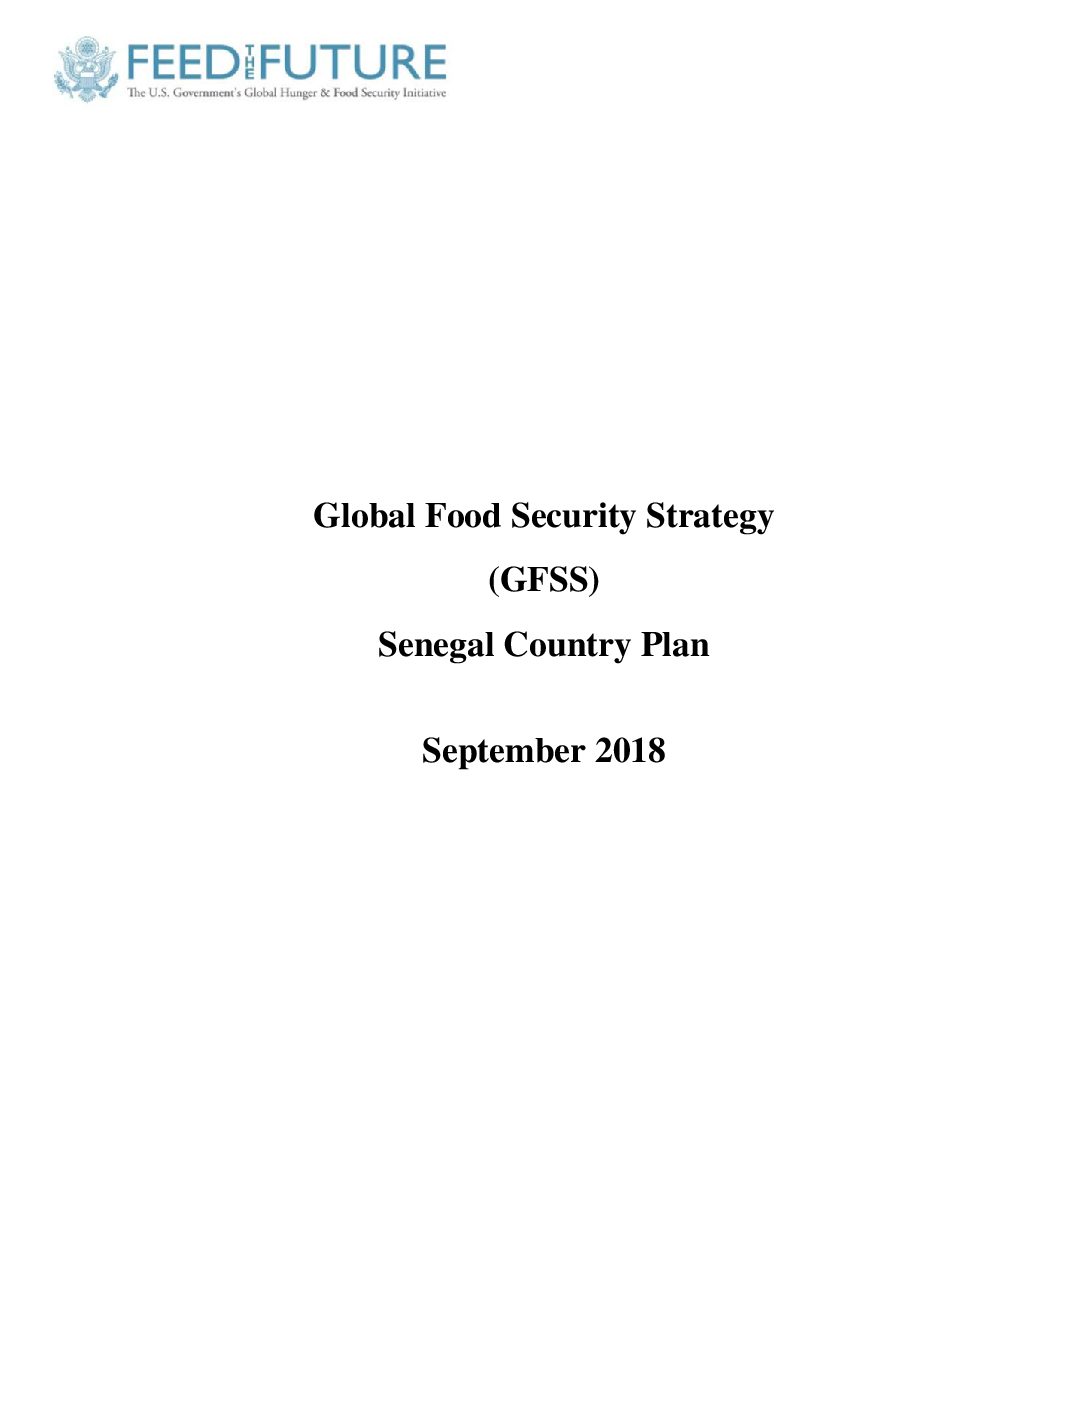 FEED THE FUTURE
The U.S. Government's Global Hunger & Food Security Initiative
Global Food Security Strategy
(GFSS)
Senegal Country Plan
September 2018